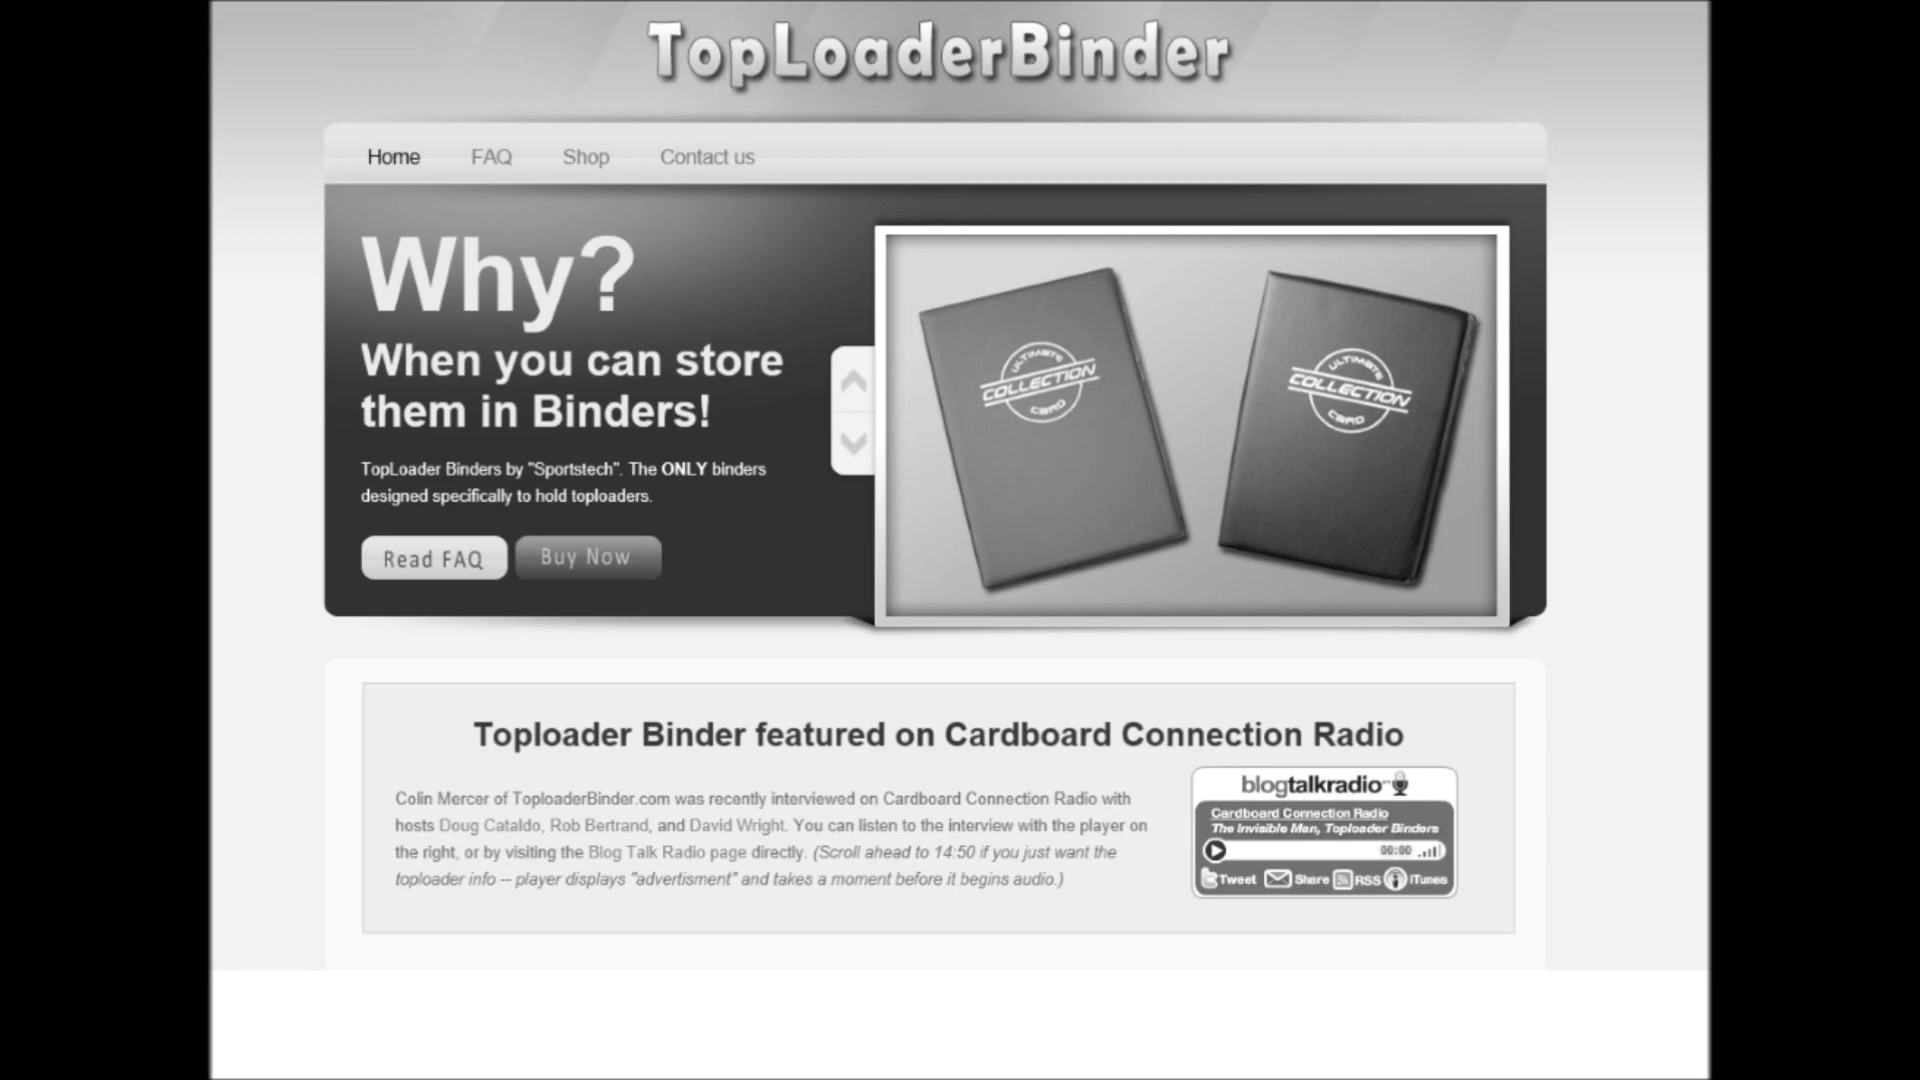 TopLoaderBinder
Home FAQ Shop Contact us
Why?
When you can store
them in Binders!
TopLoader Binders by "Sportstech". The ONLY binders
designed specifically to hold toploaders.
Read FAQ Buy Now
ULTIMATE
COLLECTION
CARD
ULTIMATE
COLLECTION
CARD
Toploader Binder featured on Cardboard Connection Radio
Colin Mercer of ToploaderBinder.com was recently interviewed on Cardboard Connection Radio with
hosts Doug Cataldo, Rob Bertrand, and David Wright. You can listen to the interview with the player on
the right, or by visiting the Blog Talk Radio page directly. (Scroll ahead to 14:50 if you just want the
toploader info – player displays "advertisment" and takes a moment before it begins audio.)
blogtalkradio
Cardboard Connection Radio
The Invisible Man, Toploader Binders
00:00
Tweet Share RSS iTunes